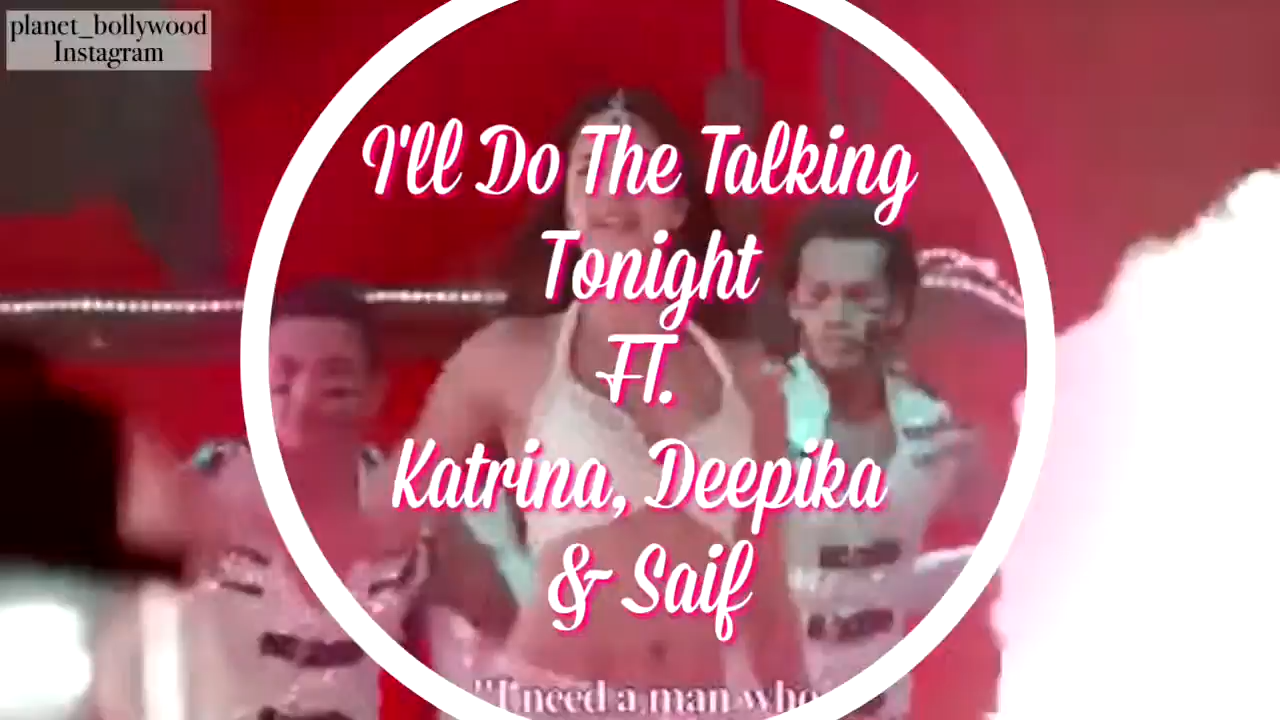 planet_bollywood
Instagram
I'll Do The Talking
Tonight
FT.
Katrina, Deepika
& Saif
"I need a man who